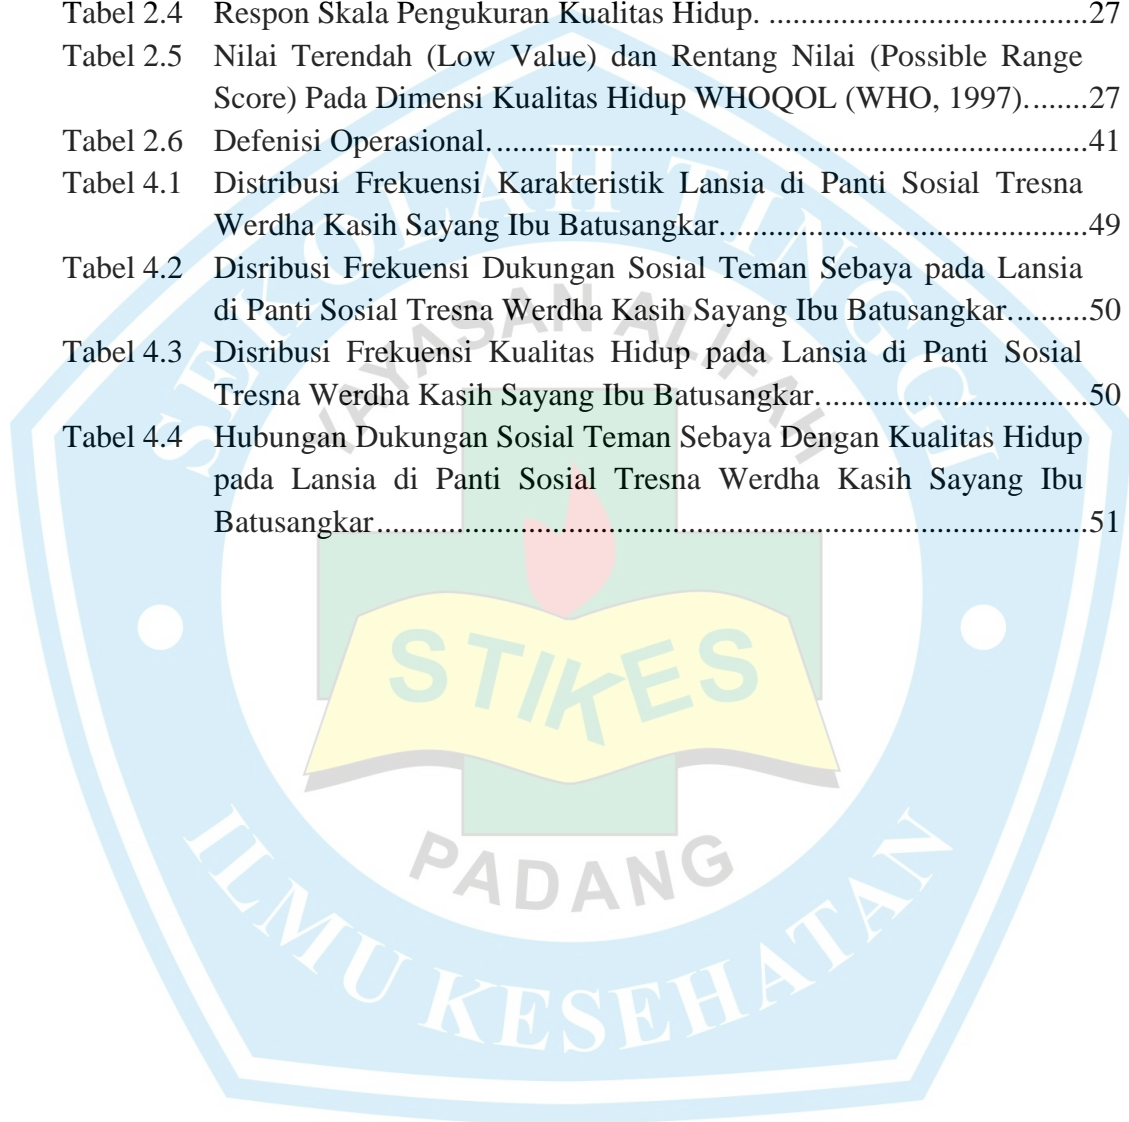 Tabel 2.4 Respon Skala Pengukuran Kualitas Hidup. .......................................27
Tabel 2.5 Nilai Terendah (Low Value) dan Rentang Nilai (Possible Range
Score) Pada Dimensi Kualitas Hidup WHOQOL (WHO, 1997)........27
Tabel 2.6 Defenisi Operasional..........................................................................41
Tabel 4.1 Distribusi Frekuensi Karakteristik Lansia di Panti Sosial Tresna
Werdha Kasih Sayang Ibu Batusangkar.............................................49
Tabel 4.2 Disribusi Frekuensi Dukungan Sosial Teman Sebaya pada Lansia
di Panti Sosial Tresna Werdha Kasih Sayang Ibu Batusangkar..........50
Tabel 4.3 Disribusi Frekuensi Kualitas Hidup pada Lansia di Panti Sosial
Tresna Werdha Kasih Sayang Ibu Batusangkar.................................50
Tabel 4.4 Hubungan Dukungan Sosial Teman Sebaya Dengan Kualitas Hidup
pada Lansia di Panti Sosial Tresna Werdha Kasih Sayang Ibu
Batusangkar........................................................................................51
SEKOLAH TINGGI
YAYASAN ALIFAH
STIKES
PADANG
ILMU KESEHATAN